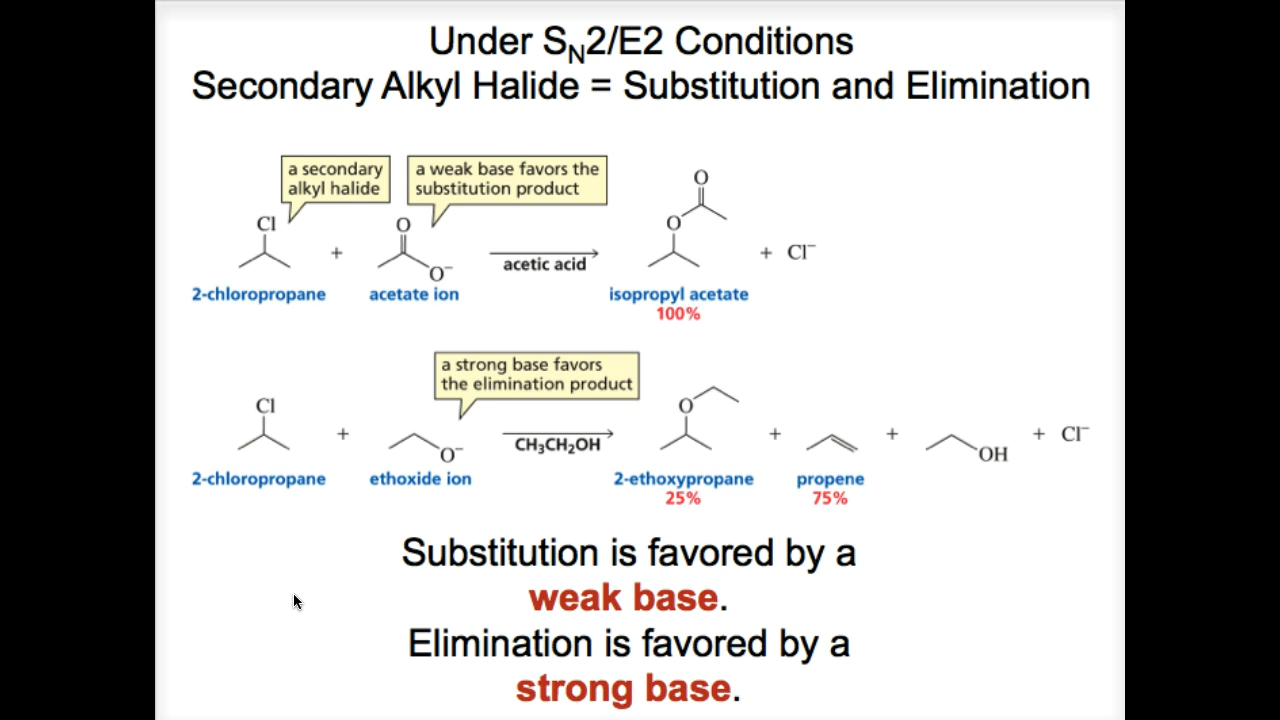 Under SN2/E2 Conditions
Secondary Alkyl Halide = Substitution and Elimination
a secondary
alkyl halide
a weak base favors the
substitution product
O
Cl
O
O
+
O⁻
acetic acid
+ Cl⁻
2-chloropropane
acetate ion
isopropyl acetate
100%
a strong base favors
the elimination product
Cl
O
+
O⁻
CH₃CH₂OH
+
+
OH
+ Cl⁻
2-chloropropane
ethoxide ion
2-ethoxypropane
25%
propene
75%
Substitution is favored by a
weak base.
Elimination is favored by a
strong base.